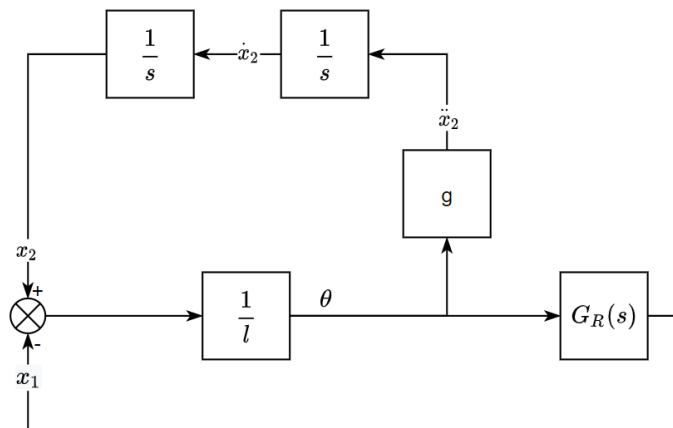 1/s
ẋ₂
1/s
ẍ₂
g
x₂
+
1/l
θ
G_R(s)
-
x₁